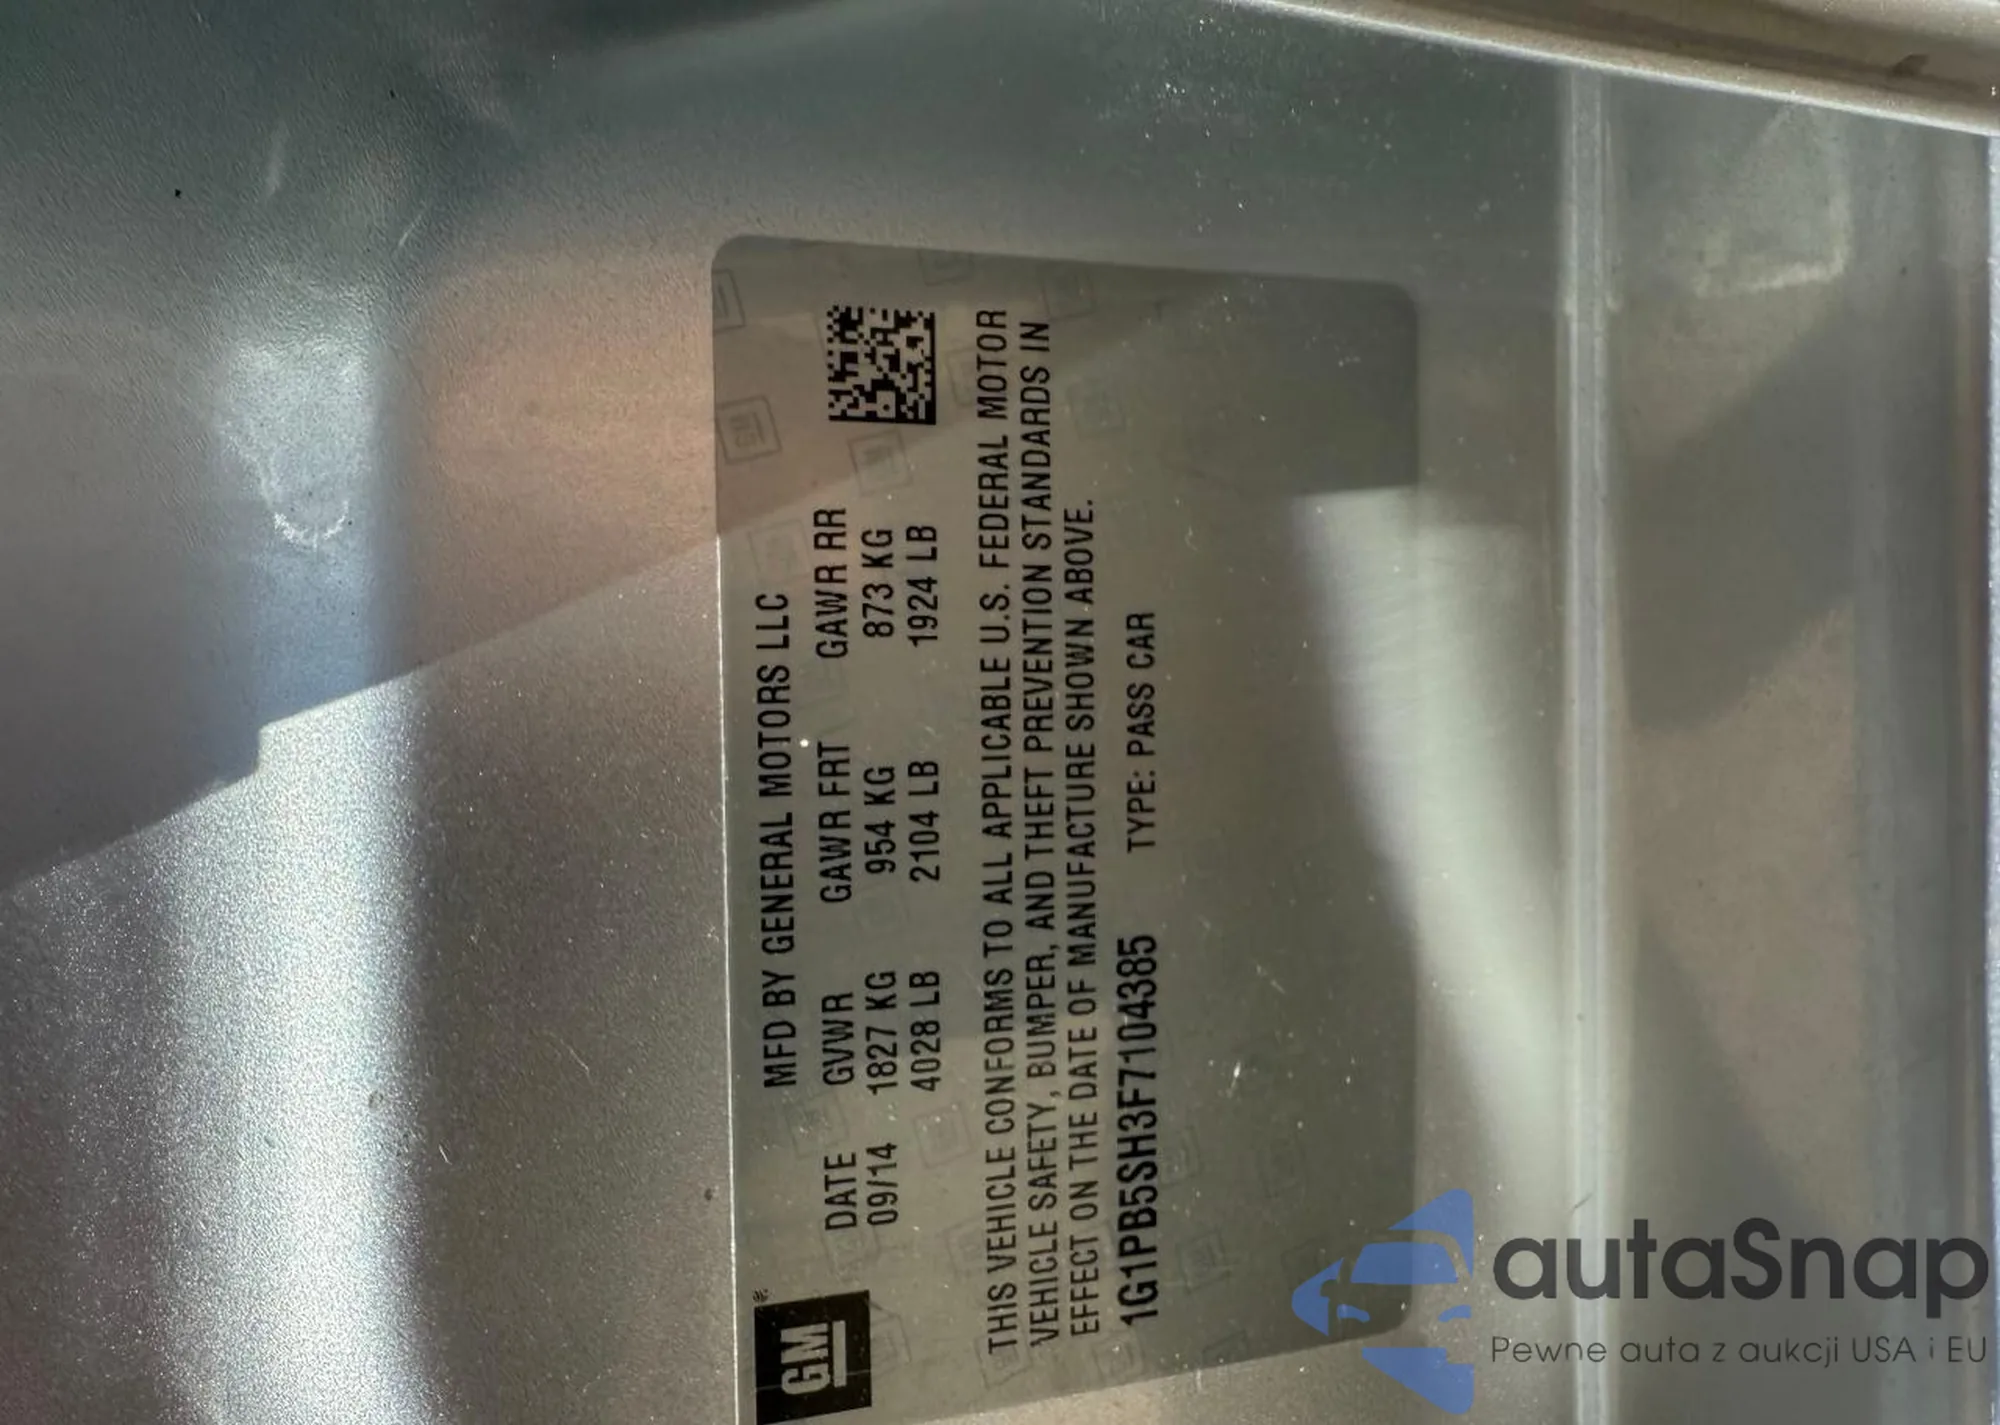 GM®
MFD BY GENERAL MOTORS LLC
DATE GVWR GAWR FRT GAWR RR
09/14 1827 KG 954 KG 873 KG
4028 LB 2104 LB 1924 LB
THIS VEHICLE CONFORMS TO ALL APPLICABLE U.S. FEDERAL MOTOR
VEHICLE SAFETY, BUMPER, AND THEFT PREVENTION STANDARDS IN
EFFECT ON THE DATE OF MANUFACTURE SHOWN ABOVE.
1G1PB5SH3F7104385 TYPE: PASS CAR
autaSnap
Pewne auta z aukcji USA i EU